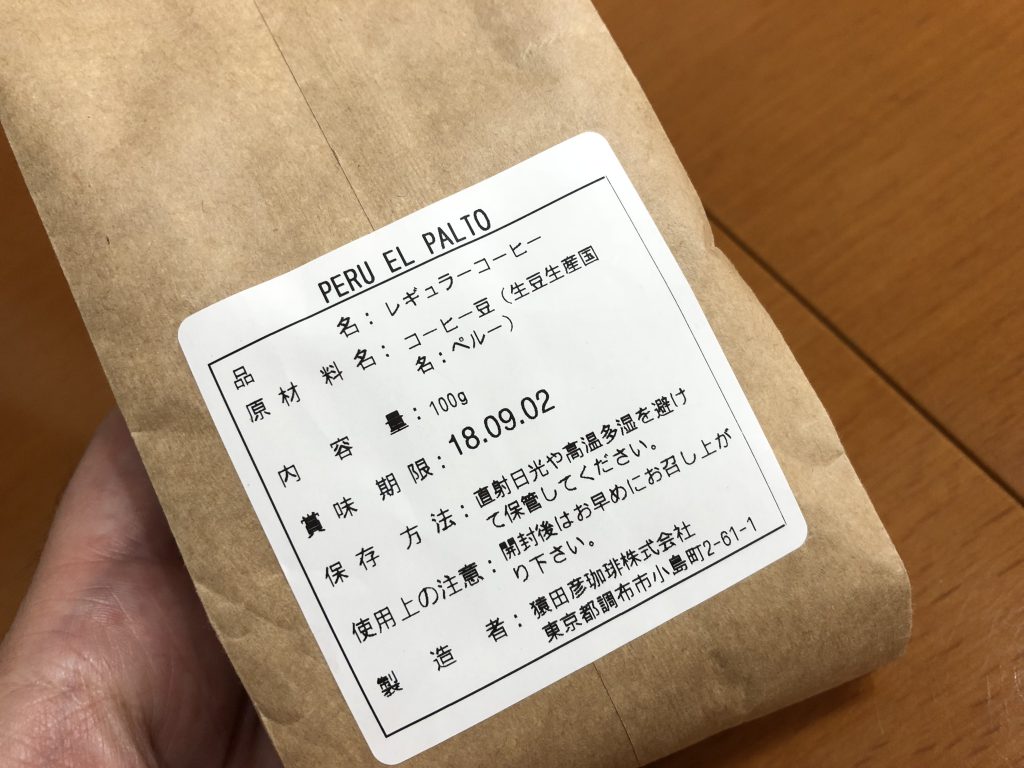 PERU EL PALTO
品名：レギュラーコーヒー
原材料名：コーヒー豆（生豆生産国
名：ペルー）
内容量：100g
賞味期限：18.09.02
保存方法：直射日光や高温多湿を避け
て保管してください。
使用上の注意：開封後はお早めにお召し上が
り下さい。
製造者：猿田彦珈琲株式会社
東京都調布市小島町2-61-1